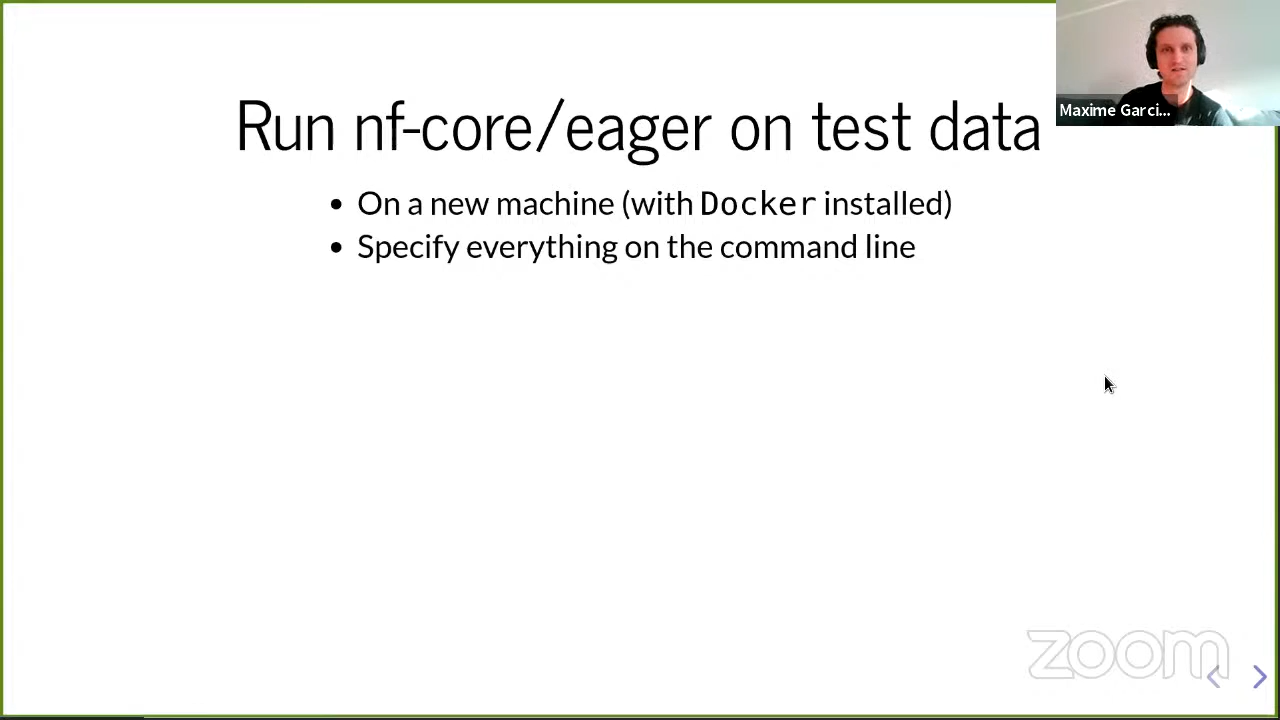 Run nf-core/eager on test data
Maxime Garci...
• On a new machine (with Docker installed)
• Specify everything on the command line
zoom